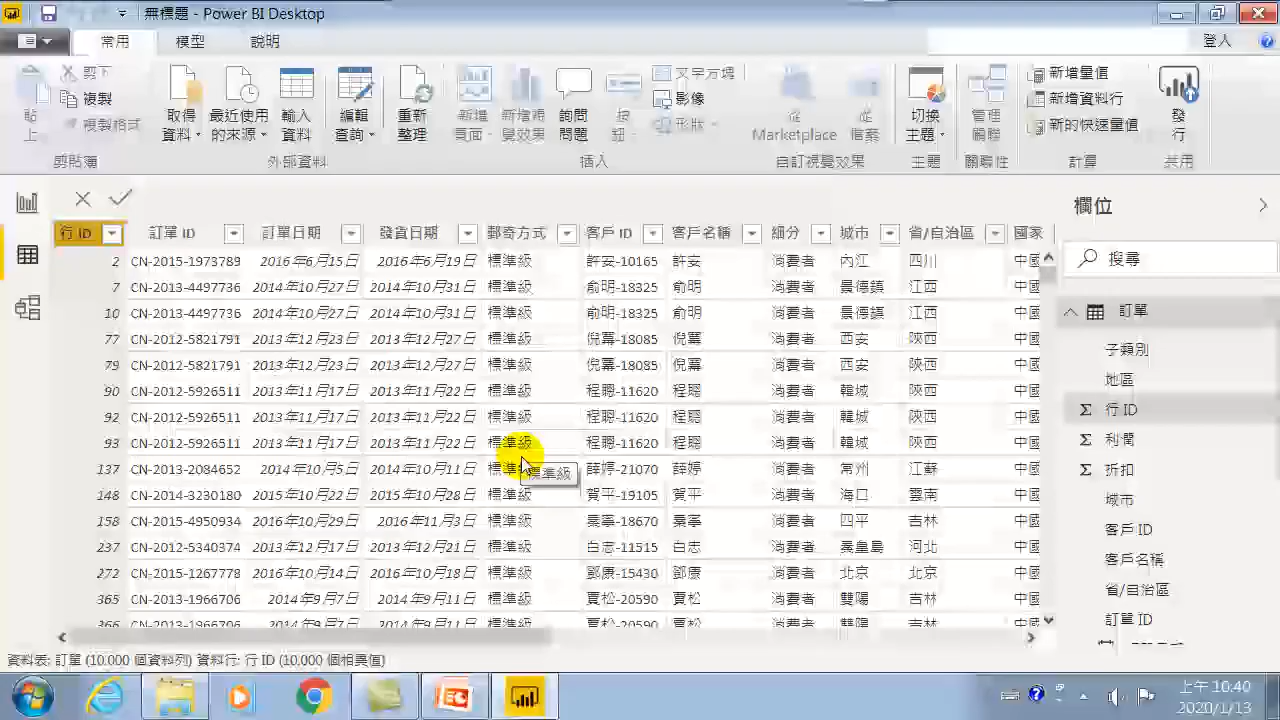 無標題 - Power BI Desktop
常用 模型 說明 登入
貼上 剪下 複製 複製格式 剪貼簿
取得資料 最近使用的來源 輸入資料 編輯查詢 重新整理 外部資料
新增頁面 新增視覺效果 詢問問題 按鈕 文字方塊 影像 形狀 插入
從 Marketplace 從檔案 自訂視覺效果
切換主題 主題
管理關聯 關聯性
新增量值 新增資料行 新的快速量值 計算
發行 共用
欄位
搜尋
行 ID 訂單 ID 訂單日期 發貨日期 郵寄方式 客戶 ID 客戶名稱 細分 城市 省/自治區 國家
2 CN-2015-1973789 2016年6月15日 2016年6月19日 標準級 許安-10165 許安 消費者 內江 四川 中國
7 CN-2013-4497736 2014年10月27日 2014年10月31日 標準級 俞明-18325 俞明 消費者 景德鎮 江西 中國
10 CN-2013-4497736 2014年10月27日 2014年10月31日 標準級 俞明-18325 俞明 消費者 景德鎮 江西 中國
77 CN-2012-5821791 2013年12月23日 2013年12月27日 標準級 倪幕-18085 倪幕 消費者 西安 陝西 中國
79 CN-2012-5821791 2013年12月23日 2013年12月27日 標準級 倪幕-18085 倪幕 消費者 西安 陝西 中國
90 CN-2012-5926511 2013年11月17日 2013年11月22日 標準級 程聰-11620 程聰 消費者 韓城 陝西 中國
92 CN-2012-5926511 2013年11月17日 2013年11月22日 標準級 程聰-11620 程聰 消費者 韓城 陝西 中國
93 CN-2012-5926511 2013年11月17日 2013年11月22日 標準級 程聰-11620 程聰 消費者 韓城 陝西 中國
137 CN-2013-2084652 2014年10月5日 2014年10月11日 薛婷-21070 薛婷 消費者 常州 江蘇 中國
標準級
148 CN-2014-3230180 2015年10月22日 2015年10月28日 標準級 賀平-19105 賀平 消費者 海口 雲南 中國
158 CN-2015-4950934 2016年10月29日 2016年11月3日 標準級 -18670 消費者 四平 吉林 中國
237 CN-2012-5340374 2013年12月17日 2013年12月21日 標準級 白志-11515 白志 消費者 秦皇島 河北 中國
272 CN-2015-1267778 2016年10月14日 2016年10月18日 標準級 鄧康-15430 鄧康 消費者 北京 北京 中國
365 CN-2013-1966706 2014年9月7日 2014年9月11日 標準級 賈松-20590 賈松 消費者 雙陽 吉林 中國
366 CN-2013-1966706 2014年9月7日 2014年9月11日 標準級 賈松-20590 賈松 消費者 雙陽 吉林 中國
訂單
子類別
地區
行 ID
利潤
折扣
城市
客戶 ID
客戶名稱
省/自治區
訂單 ID
資料表: 訂單 (10,000 個資料列) 資料行: 行 ID (10,000 個相異值)
上午 10:40
2020/1/13